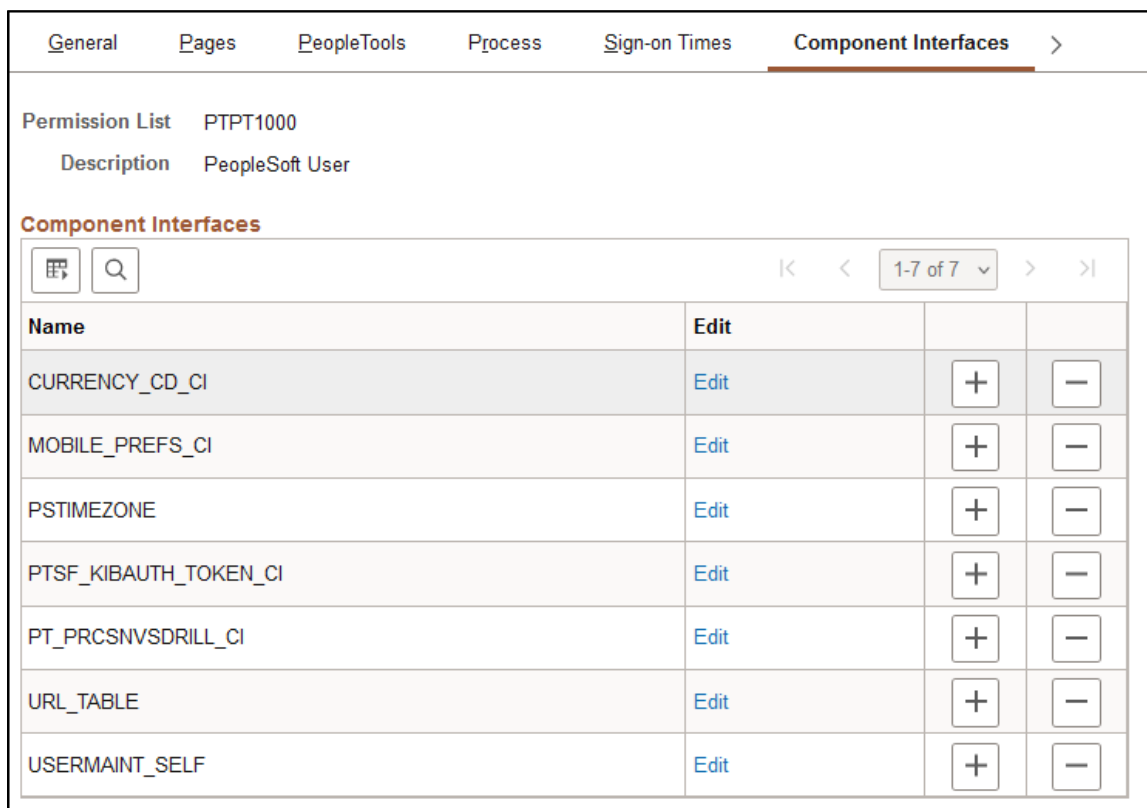 General Pages PeopleTools Process Sign-on Times Component Interfaces
Permission List PTPT1000
Description PeopleSoft User
Component Interfaces
1-7 of 7
Name Edit
CURRENCY_CD_CI Edit
MOBILE_PREFS_CI Edit
PSTIMEZONE Edit
PTSF_KIBAUTH_TOKEN_CI Edit
PT_PRCSNVSDRILL_CI Edit
URL_TABLE Edit
USERMAINT_SELF Edit